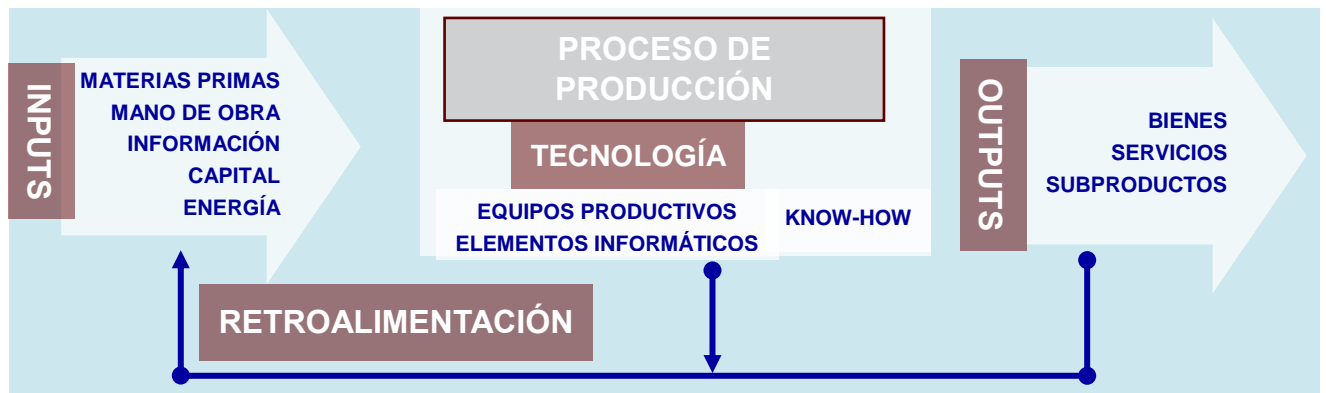 INPUTS
MATERIAS PRIMAS
MANO DE OBRA
INFORMACIÓN
CAPITAL
ENERGÍA
PROCESO DE
PRODUCCIÓN
TECNOLOGÍA
EQUIPOS PRODUCTIVOS
ELEMENTOS INFORMÁTICOS
KNOW-HOW
OUTPUTS
BIENES
SERVICIOS
SUBPRODUCTOS
RETROALIMENTACIÓN